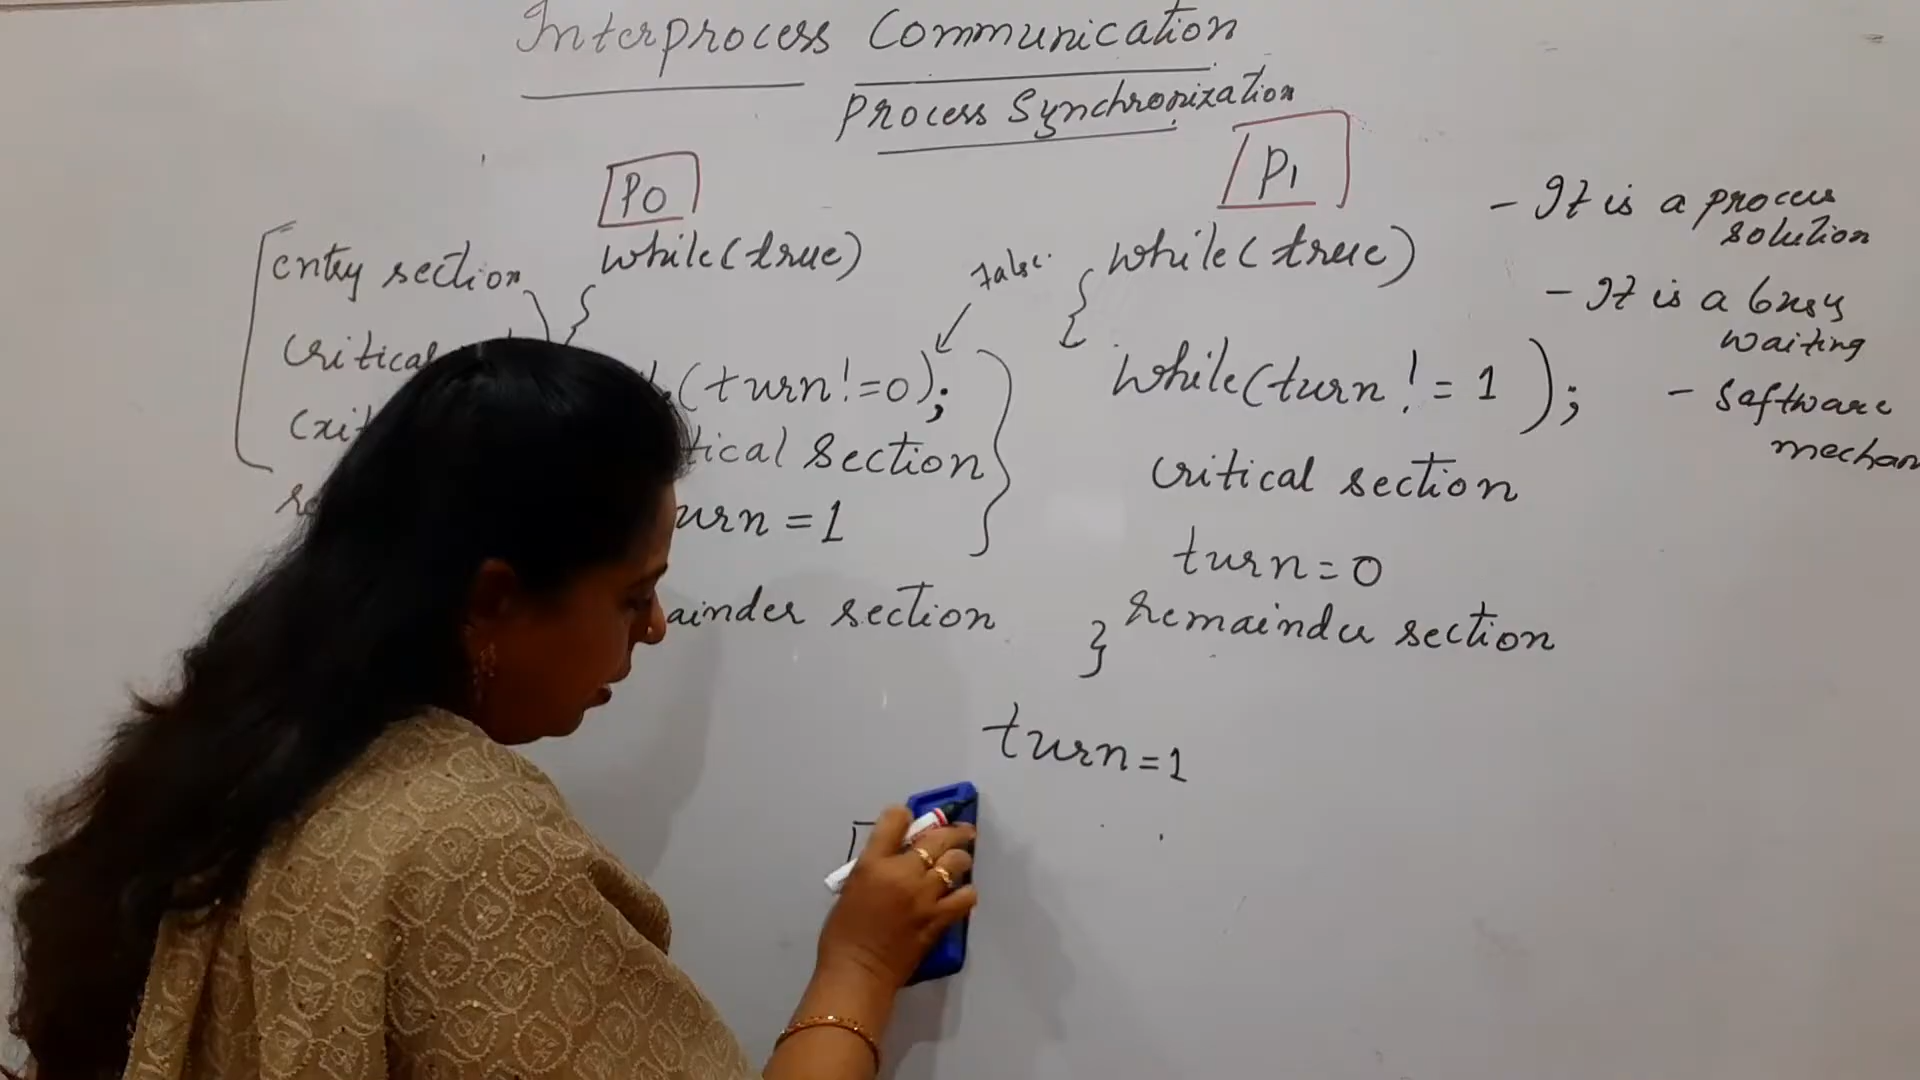 Interprocess Communication
Process Synchronization
P0
P1
entry section
critical
while(true)
{
(turn!=0);
tical section
urn = 1
ainder section
false
while(true)
{
while(turn != 1);
critical section
turn = 0
} remainder section
turn = 1
- It is a process
solution
- It is a busy
waiting
- Software
mechan